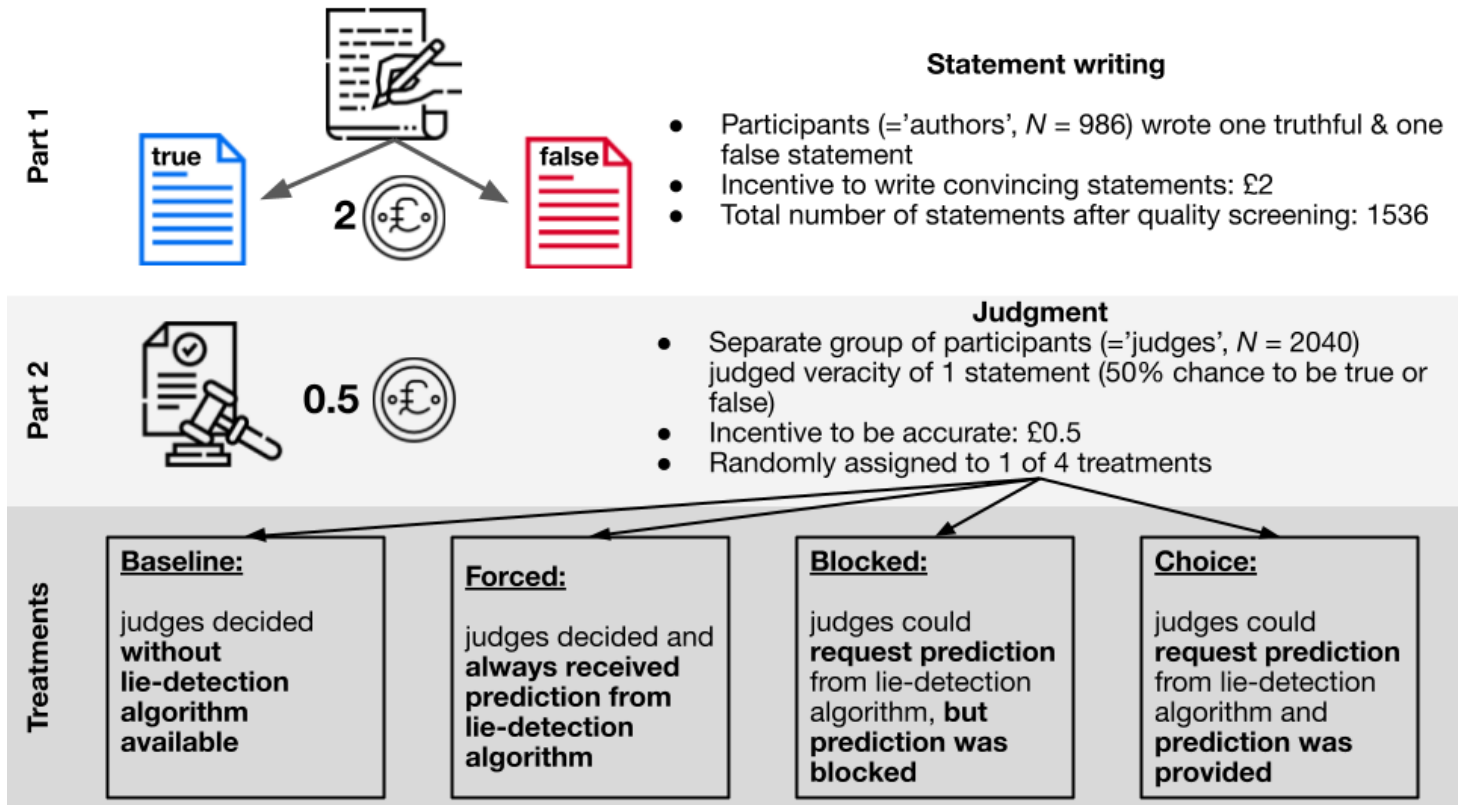 Part 1
true
false
2
Statement writing
● Participants (='authors', N = 986) wrote one truthful & one
false statement
● Incentive to write convincing statements: £2
● Total number of statements after quality screening: 1536
Part 2
0.5
Judgment
● Separate group of participants (='judges', N = 2040)
judged veracity of 1 statement (50% chance to be true or
false)
● Incentive to be accurate: £0.5
● Randomly assigned to 1 of 4 treatments
Treatments
Baseline:
judges decided
without
lie-detection
algorithm
available
Forced:
judges decided and
always received
prediction from
lie-detection
algorithm
Blocked:
judges could
request prediction
from lie-detection
algorithm, but
prediction was
blocked
Choice:
judges could
request prediction
from lie-detection
algorithm and
prediction was
provided